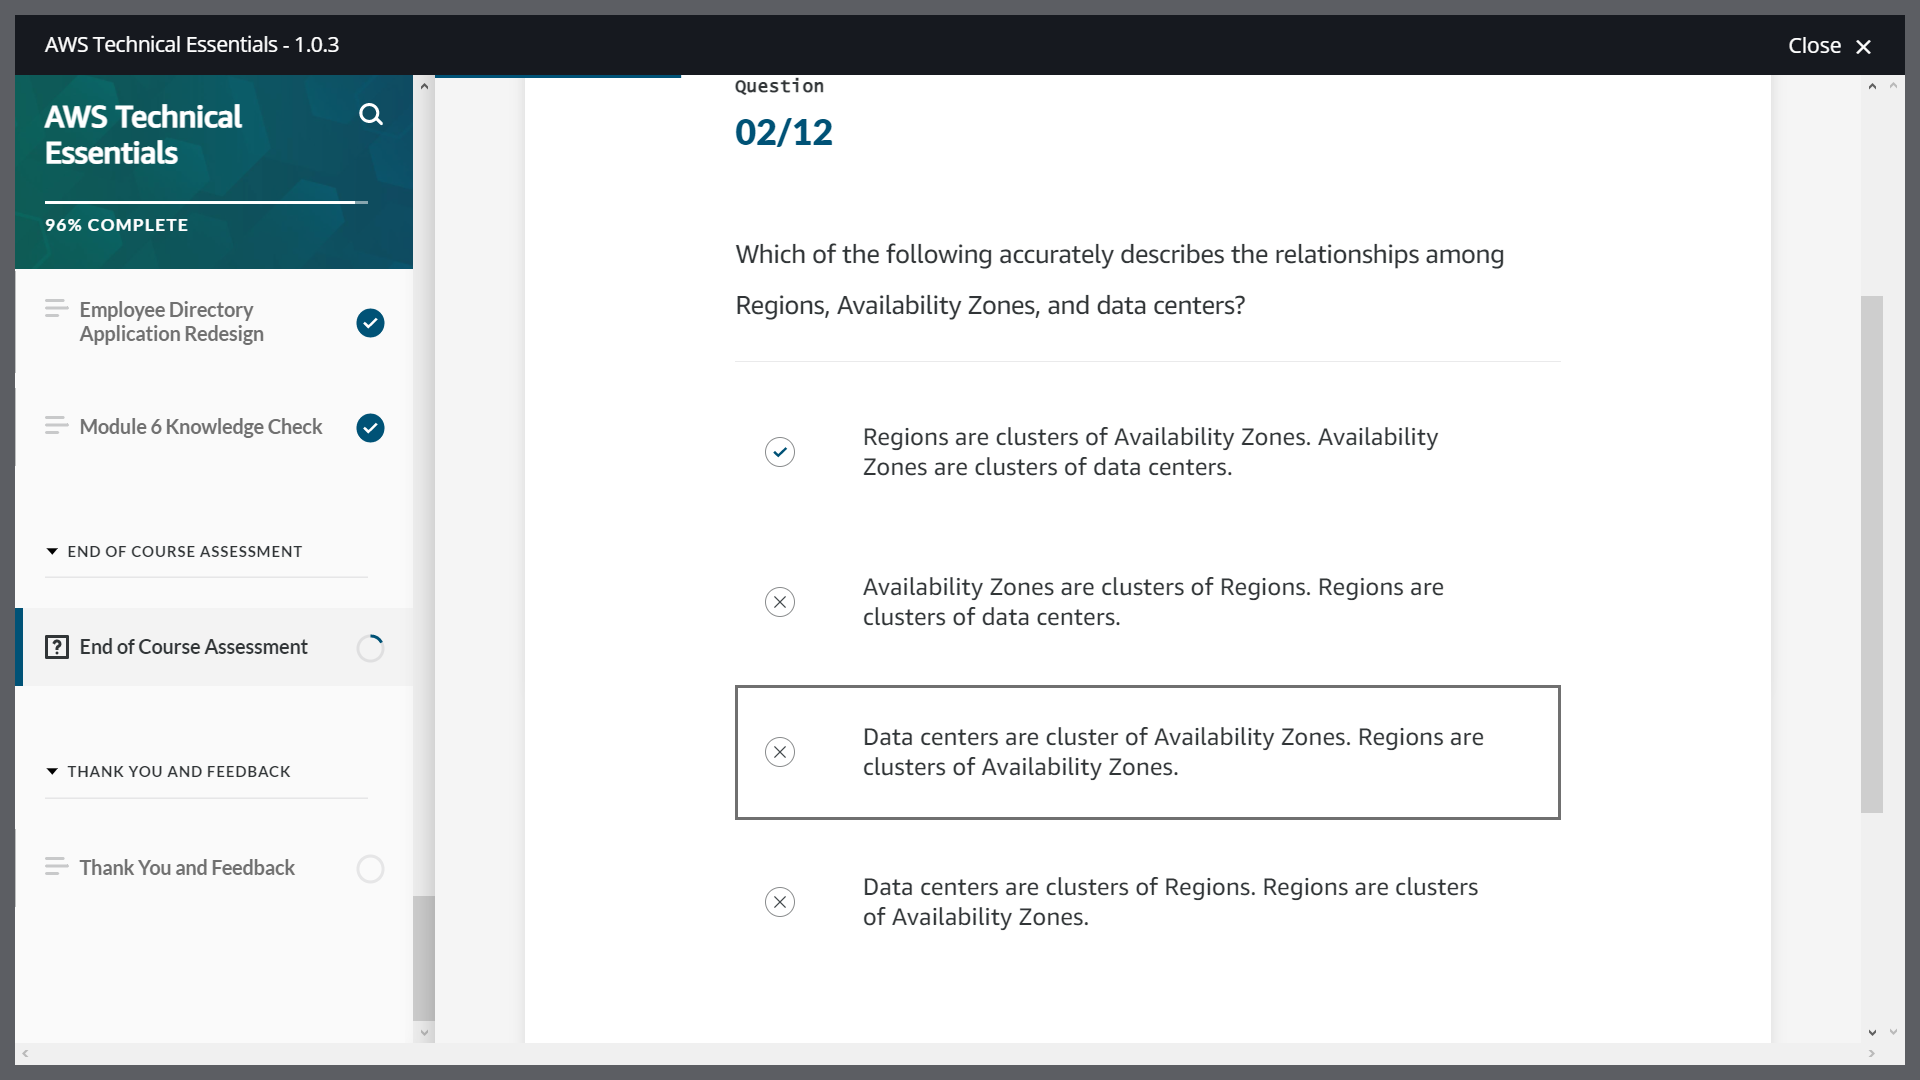 AWS Technical Essentials - 1.0.3
Close
AWS Technical
Essentials
96% COMPLETE
Employee Directory
Application Redesign
Module 6 Knowledge Check
END OF COURSE ASSESSMENT
End of Course Assessment
THANK YOU AND FEEDBACK
Thank You and Feedback
Question
02/12
Which of the following accurately describes the relationships among
Regions, Availability Zones, and data centers?
Regions are clusters of Availability Zones. Availability
Zones are clusters of data centers.
Availability Zones are clusters of Regions. Regions are
clusters of data centers.
Data centers are cluster of Availability Zones. Regions are
clusters of Availability Zones.
Data centers are clusters of Regions. Regions are clusters
of Availability Zones.